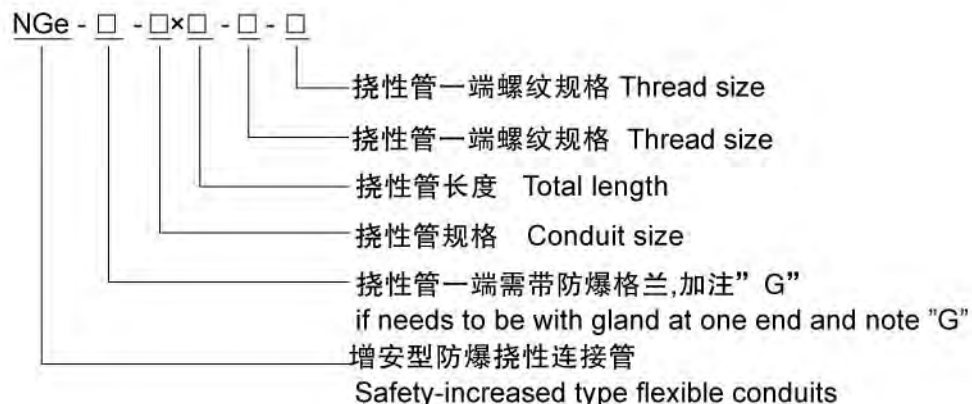 NGe - □ - □×□ - □ - □
挠性管一端螺纹规格 Thread size
挠性管一端螺纹规格 Thread size
挠性管长度 Total length
挠性管规格 Conduit size
挠性管一端需带防爆格兰,加注” G”
if needs to be with gland at one end and note ”G”
增安型防爆挠性连接管
Safety-increased type flexible conduits